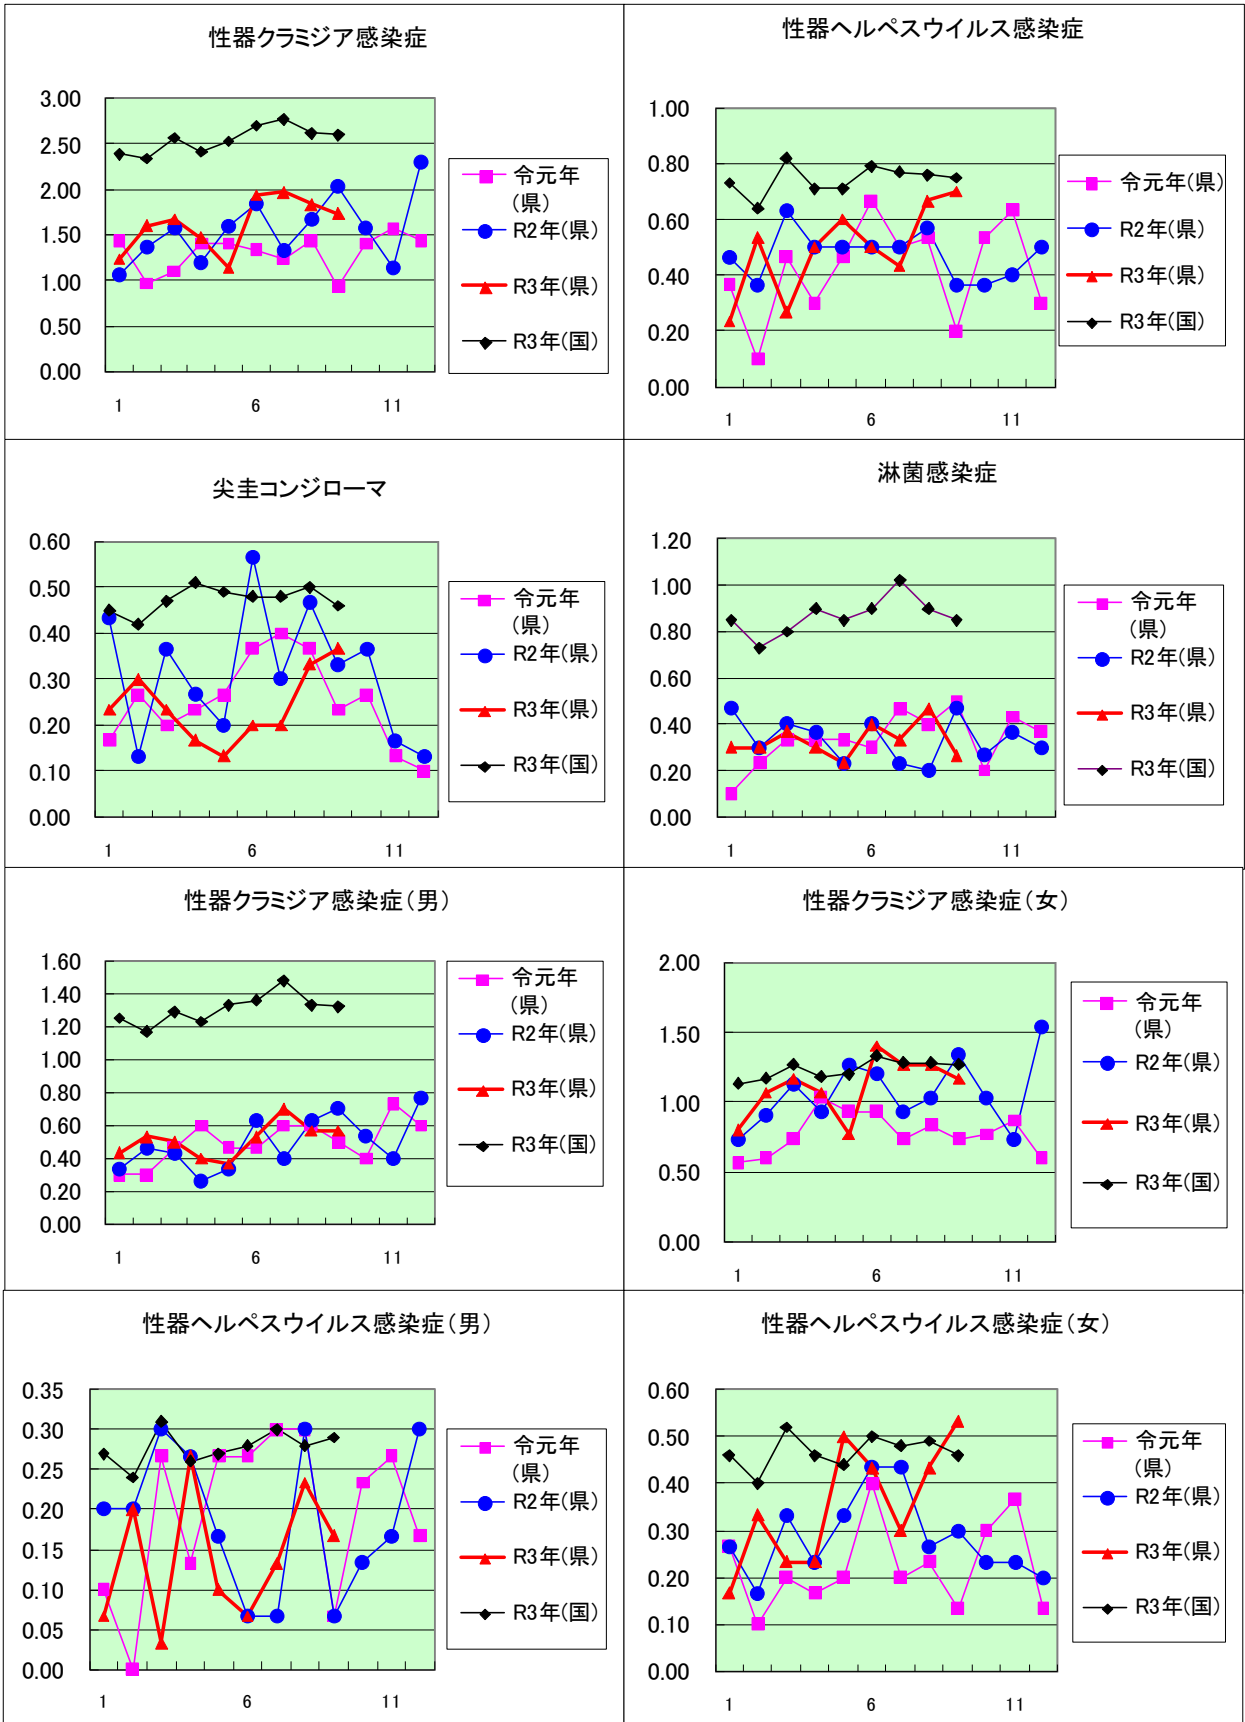 性器クラミジア感染症
3.00
2.50
2.00
1.50
1.00
0.50
0.00
1
6
11
令元年
(県)
R2年(県)
R3年(県)
R3年(国)
性器ヘルペスウイルス感染症
1.00
0.80
0.60
0.40
0.20
0.00
1
6
11
令元年(県)
R2年(県)
R3年(県)
R3年(国)
尖圭コンジローマ
0.60
0.50
0.40
0.30
0.20
0.10
0.00
1
6
11
令元年
(県)
R2年(県)
R3年(県)
R3年(国)
淋菌感染症
1.20
1.00
0.80
0.60
0.40
0.20
0.00
1
6
11
令元年
(県)
R2年(県)
R3年(県)
R3年(国)
性器クラミジア感染症(男)
1.60
1.40
1.20
1.00
0.80
0.60
0.40
0.20
0.00
1
6
11
令元年
(県)
R2年(県)
R3年(県)
R3年(国)
性器クラミジア感染症(女)
2.00
1.50
1.00
0.50
0.00
1
6
11
令元年
(県)
R2年(県)
R3年(県)
R3年(国)
性器ヘルペスウイルス感染症(男)
0.35
0.30
0.25
0.20
0.15
0.10
0.05
0.00
1
6
11
令元年
(県)
R2年(県)
R3年(県)
R3年(国)
性器ヘルペスウイルス感染症(女)
0.60
0.50
0.40
0.30
0.20
0.10
0.00
1
6
11
令元年
(県)
R2年(県)
R3年(県)
R3年(国)